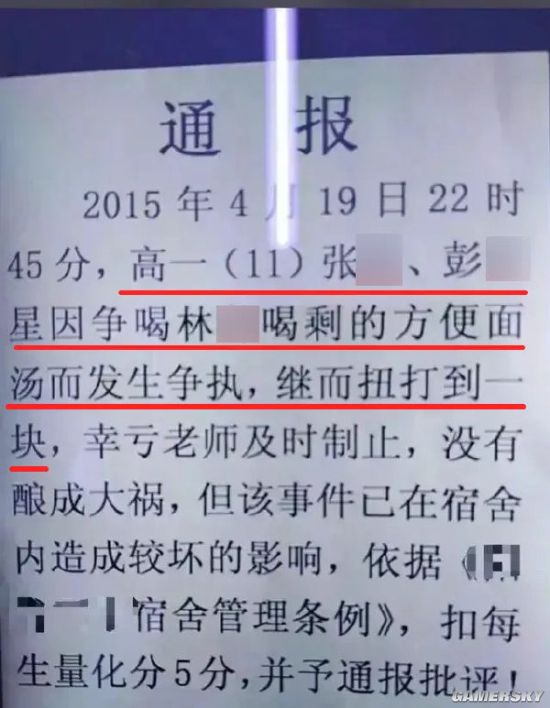 通 报
2015年4月19日22时
45分，高一（11）张、彭
星因争喝林喝剩的方便面
汤而发生争执，继而扭打到一
块，幸亏老师及时制止，没有
酿成大祸，但该事件已在宿舍
内造成较坏的影响，依据《
宿舍管理条例》，扣每
生量化分5分，并予通报批评！
GAMERSKY